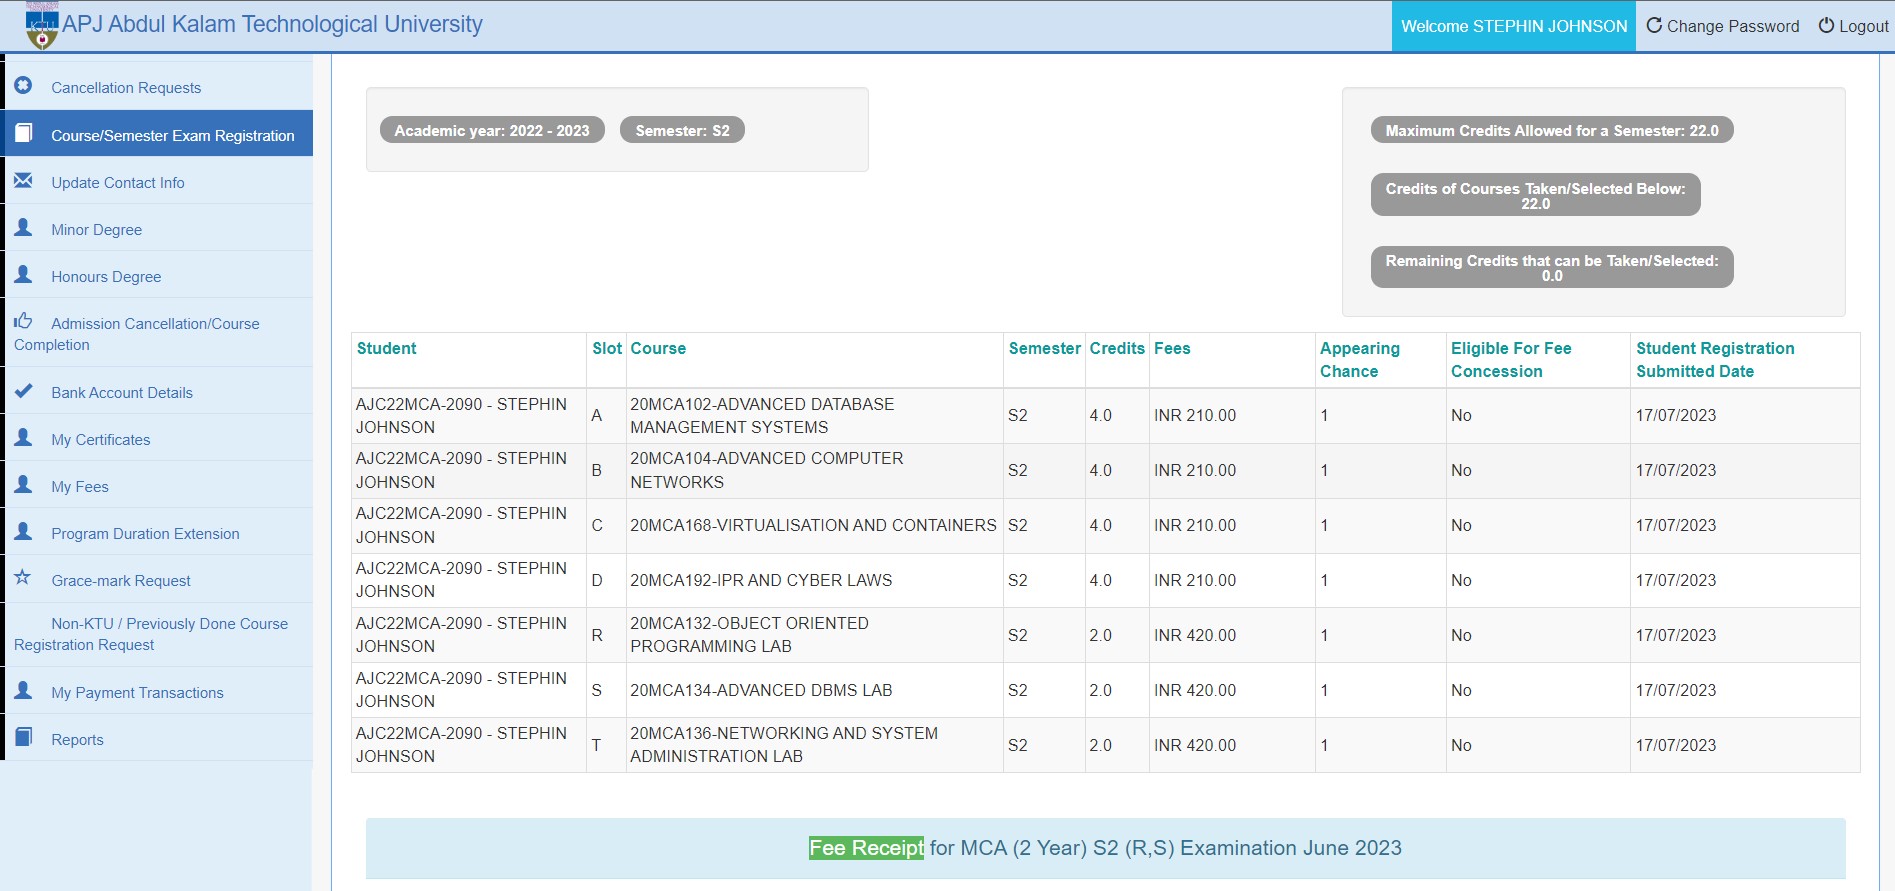 APJ Abdul Kalam Technological University
Welcome STEPHIN JOHNSON
Change Password
Logout
Cancellation Requests
Course/Semester Exam Registration
Update Contact Info
Minor Degree
Honours Degree
Admission Cancellation/Course
Completion
Bank Account Details
My Certificates
My Fees
Program Duration Extension
Grace-mark Request
Non-KTU / Previously Done Course
Registration Request
My Payment Transactions
Reports
Academic year: 2022 - 2023
Semester: S2
Maximum Credits Allowed for a Semester: 22.0
Credits of Courses Taken/Selected Below:
22.0
Remaining Credits that can be Taken/Selected:
0.0
Student Slot Course Semester Credits Fees Appearing Eligible For Fee Student Registration
Chance Concession Submitted Date
AJC22MCA-2090 - STEPHIN 20MCA102-ADVANCED DATABASE
JOHNSON A MANAGEMENT SYSTEMS S2 4.0 INR 210.00 1 No 17/07/2023
AJC22MCA-2090 - STEPHIN 20MCA104-ADVANCED COMPUTER
JOHNSON B NETWORKS S2 4.0 INR 210.00 1 No 17/07/2023
AJC22MCA-2090 - STEPHIN
JOHNSON C 20MCA168-VIRTUALISATION AND CONTAINERS S2 4.0 INR 210.00 1 No 17/07/2023
AJC22MCA-2090 - STEPHIN
JOHNSON D 20MCA192-IPR AND CYBER LAWS S2 4.0 INR 210.00 1 No 17/07/2023
AJC22MCA-2090 - STEPHIN 20MCA132-OBJECT ORIENTED
JOHNSON R PROGRAMMING LAB S2 2.0 INR 420.00 1 No 17/07/2023
AJC22MCA-2090 - STEPHIN
JOHNSON S 20MCA134-ADVANCED DBMS LAB S2 2.0 INR 420.00 1 No 17/07/2023
AJC22MCA-2090 - STEPHIN 20MCA136-NETWORKING AND SYSTEM
JOHNSON T ADMINISTRATION LAB S2 2.0 INR 420.00 1 No 17/07/2023
Fee Receipt for MCA (2 Year) S2 (R,S) Examination June 2023